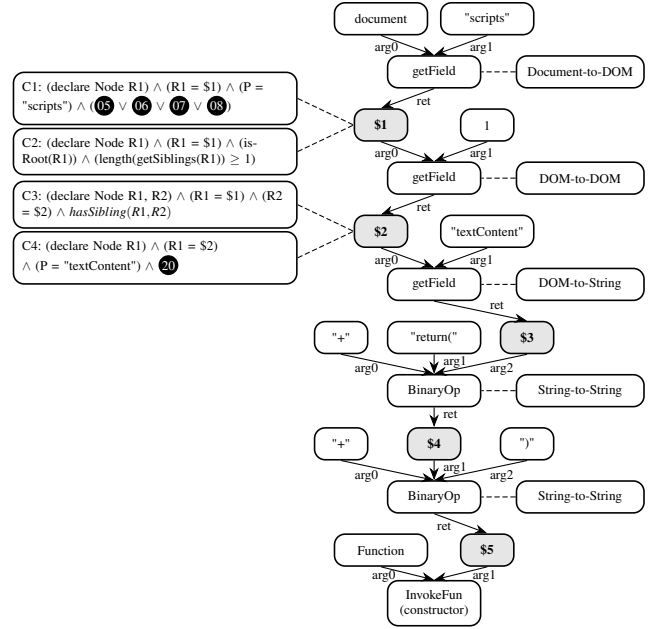 document
"scripts"
arg0
arg1
getField
Document-to-DOM
ret
C1: (declare Node R1) ∧ (R1 = $1) ∧ (P =
"scripts") ∧ (05 ∨ 06 ∨ 07 ∨ 08)
$1
1
C2: (declare Node R1) ∧ (R1 = $1) ∧ (is-
Root(R1)) ∧ (length(getSiblings(R1)) ≥ 1)
arg0
arg1
getField
DOM-to-DOM
ret
C3: (declare Node R1, R2) ∧ (R1 = $1) ∧ (R2
= $2) ∧ hasSibling(R1,R2)
$2
"textContent"
C4: (declare Node R1) ∧ (R1 = $2)
∧ (P = "textContent") ∧ 20
arg0
arg1
getField
DOM-to-String
ret
"+"
"return("
$3
arg0
arg1
arg2
BinaryOp
String-to-String
ret
"+"
$4
")"
arg0
arg1
arg2
BinaryOp
String-to-String
ret
Function
$5
arg0
arg1
InvokeFun
(constructor)